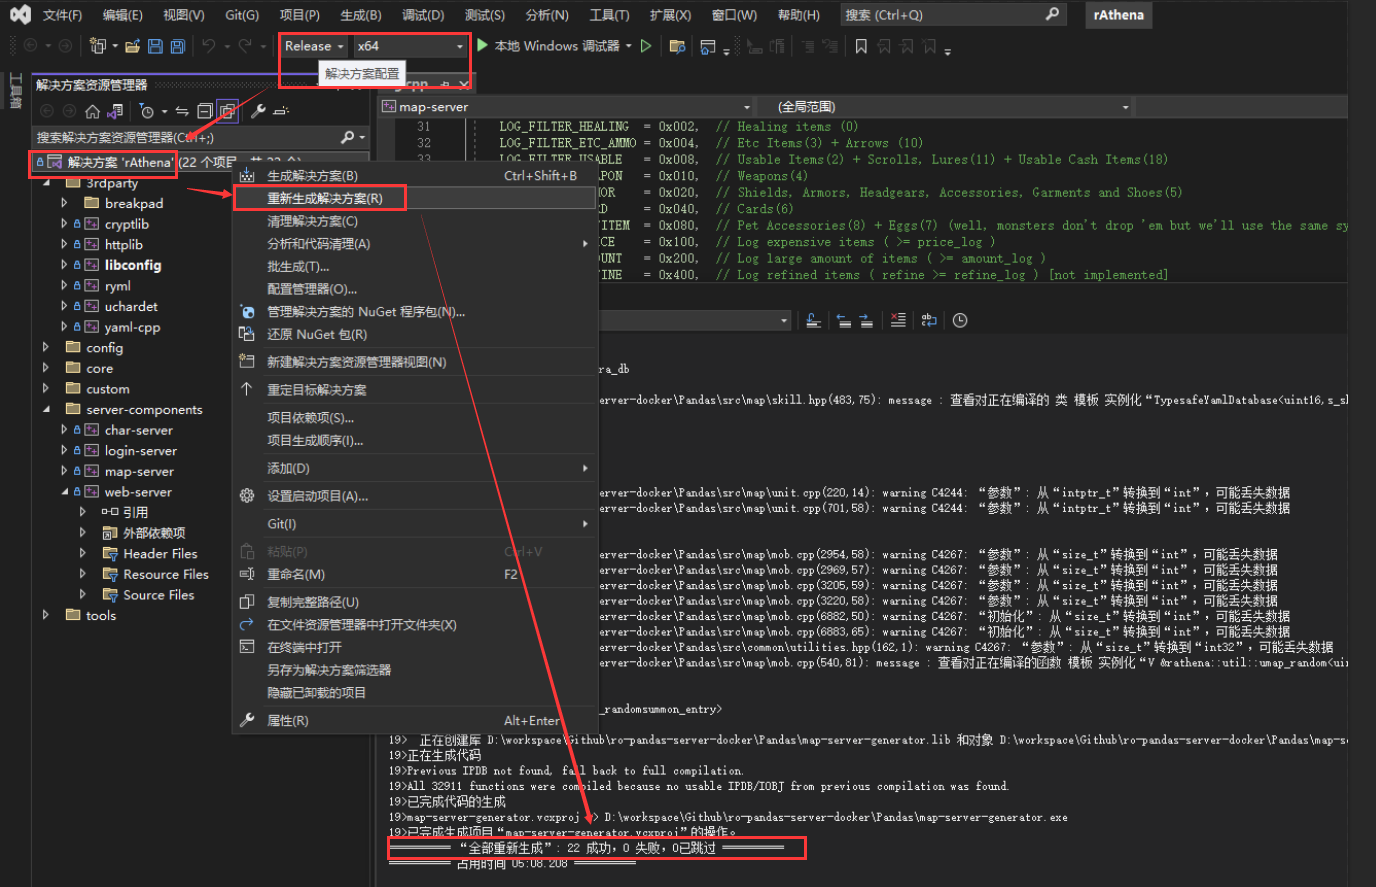 文件(F) 编辑(E) 视图(V) Git(G) 项目(P) 生成(B) 调试(D) 测试(S) 分析(N) 工具(T) 扩展(X) 窗口(W) 帮助(H) 搜索 (Ctrl+Q) rAthena
Release x64 本地 Windows 调试器
解决方案配置
工具箱
解决方案资源管理器
搜索解决方案资源管理器(Ctrl+;)
解决方案 'rAthena' (22 个项目
3rdparty
breakpad
cryptlib
httplib
libconfig
ryml
uchardet
yaml-cpp
config
core
custom
server-components
char-server
login-server
map-server
web-server
引用
外部依赖项
Header Files
Resource Files
Source Files
tools
生成解决方案(B) Ctrl+Shift+B
重新生成解决方案(R)
清理解决方案(C)
分析和代码清理(A)
批生成(T)...
配置管理器(O)...
管理解决方案的 NuGet 程序包(N)...
还原 NuGet 包(R)
新建解决方案资源管理器视图(N)
重定目标解决方案
项目依赖项(S)...
项目生成顺序(I)...
添加(D)
设置启动项目(A)...
Git(I)
粘贴(P) Ctrl+V
重命名(M) F2
复制完整路径(U)
在文件资源管理器中打开文件夹(X)
在终端中打开
另存为解决方案筛选器
隐藏已卸载的项目
属性(R) Alt+Enter
map-server (全局范围)
31 LOG_FILTER_HEALING = 0x002, // Healing items (0)
32 LOG_FILTER_ETC_AMMO = 0x004, // Etc Items(3) + Arrows (10)
33 LOG_FILTER_USABLE = 0x008, // Usable Items(2) + Scrolls, Lures(11) + Usable Cash Items(18)
APON = 0x010, // Weapons(4)
OR = 0x020, // Shields, Armors, Headgears, Accessories, Garments and Shoes(5)
D = 0x040, // Cards(6)
ITEM = 0x080, // Pet Accessories(8) + Eggs(7) (well, monsters don't drop 'em but we'll use the same sy
ICE = 0x100, // Log expensive items ( >= price_log )
OUNT = 0x200, // Log large amount of items ( >= amount_log )
FINE = 0x400, // Log refined items ( refine >= refine_log ) [not implemented]
ra_db
erver-docker\Pandas\src\map\skill.hpp(483,75): message : 查看对正在编译的 类 模板 实例化“TypesafeYamlDatabase<uint16,s_sk
erver-docker\Pandas\src\map\unit.cpp(220,14): warning C4244: “参数”: 从“intptr_t”转换到“int”，可能丢失数据
erver-docker\Pandas\src\map\unit.cpp(701,58): warning C4244: “参数”: 从“intptr_t”转换到“int”，可能丢失数据
erver-docker\Pandas\src\map\mob.cpp(2954,58): warning C4267: “参数”: 从“size_t”转换到“int”，可能丢失数据
erver-docker\Pandas\src\map\mob.cpp(2969,57): warning C4267: “参数”: 从“size_t”转换到“int”，可能丢失数据
erver-docker\Pandas\src\map\mob.cpp(3205,59): warning C4267: “参数”: 从“size_t”转换到“int”，可能丢失数据
erver-docker\Pandas\src\map\mob.cpp(3220,58): warning C4267: “参数”: 从“size_t”转换到“int”，可能丢失数据
erver-docker\Pandas\src\map\mob.cpp(6882,50): warning C4267: “初始化”: 从“size_t”转换到“int”，可能丢失数据
erver-docker\Pandas\src\map\mob.cpp(6883,65): warning C4267: “初始化”: 从“size_t”转换到“int”，可能丢失数据
erver-docker\Pandas\src\common\utilities.hpp(162,1): warning C4267: “参数”: 从“size_t”转换到“int32”，可能丢失数据
erver-docker\Pandas\src\map\mob.cpp(540,81): message : 查看对正在编译的函数 模板 实例化“V &rathena::util::umap_random<uin
_randomsummon_entry>
19> 正在创建库 D:\workspace\Github\ro-pandas-server-docker\Pandas\map-server-generator.lib 和对象 D:\workspace\Github\ro-pandas-server-docker\Pandas\map-s
19>正在生成代码
19>Previous IPDB not found, fall back to full compilation.
19>All 32911 functions were compiled because no usable IPDB/IOBJ from previous compilation was found.
19>已完成代码的生成
19>map-server-generator.vcxproj -> D:\workspace\Github\ro-pandas-server-docker\Pandas\map-server-generator.exe
19>已完成生成项目“map-server-generator.vcxproj”的操作。
========== “全部重新生成”: 22 成功，0 失败，0已跳过 ==========
========== 占用时间 05:08.208 ==========